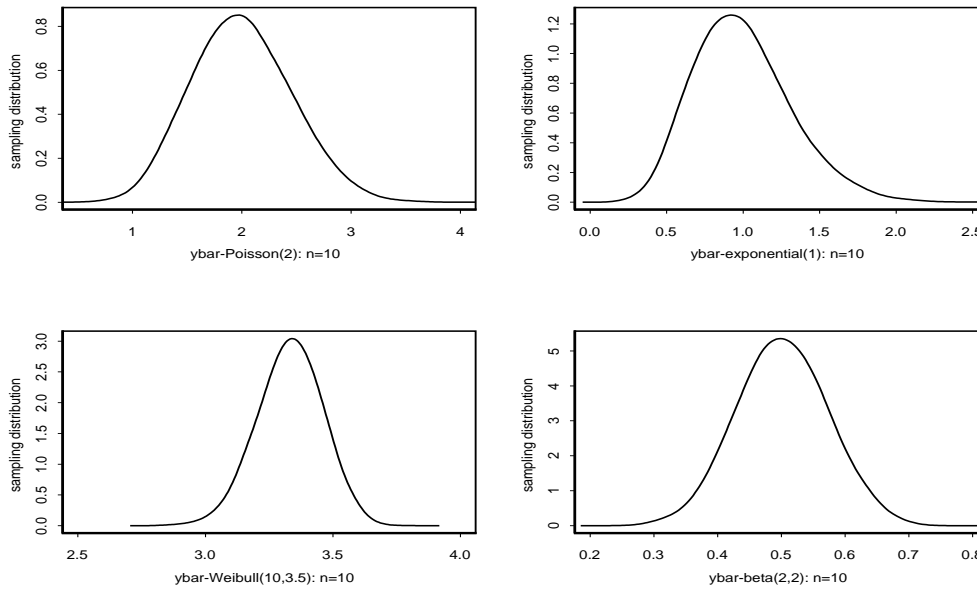 sampling distribution
0.0 0.2 0.4 0.6 0.8
1 2 3 4
ybar-Poisson(2): n=10
sampling distribution
0.0 0.2 0.4 0.6 0.8 1.0 1.2
0.0 0.5 1.0 1.5 2.0 2.5
ybar-exponential(1): n=10
sampling distribution
0.0 0.5 1.0 1.5 2.0 2.5 3.0
2.5 3.0 3.5 4.0
ybar-Weibull(10,3.5): n=10
sampling distribution
0 1 2 3 4 5
0.2 0.3 0.4 0.5 0.6 0.7 0.8
ybar-beta(2,2): n=10